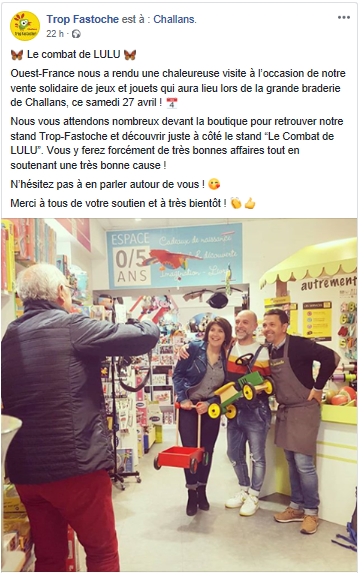 TROP FASTOCHE
Trop Fastoche est à : Challans.
22 h ·
Le combat de LULU
Ouest-France nous a rendu une chaleureuse visite à l'occasion de notre
vente solidaire de jeux et jouets qui aura lieu lors de la grande braderie
de Challans, ce samedi 27 avril !
Nous vous attendons nombreux devant la boutique pour retrouver notre
stand Trop-Fastoche et découvrir juste à côté le stand “Le Combat de
LULU”. Vous y ferez forcément de très bonnes affaires tout en
soutenant une très bonne cause !
N'hésitez pas à en parler autour de vous !
Merci à tous de votre soutien et à très bientôt !
ESPACE
0/5
ANS
Cadeau de naissance
autrement